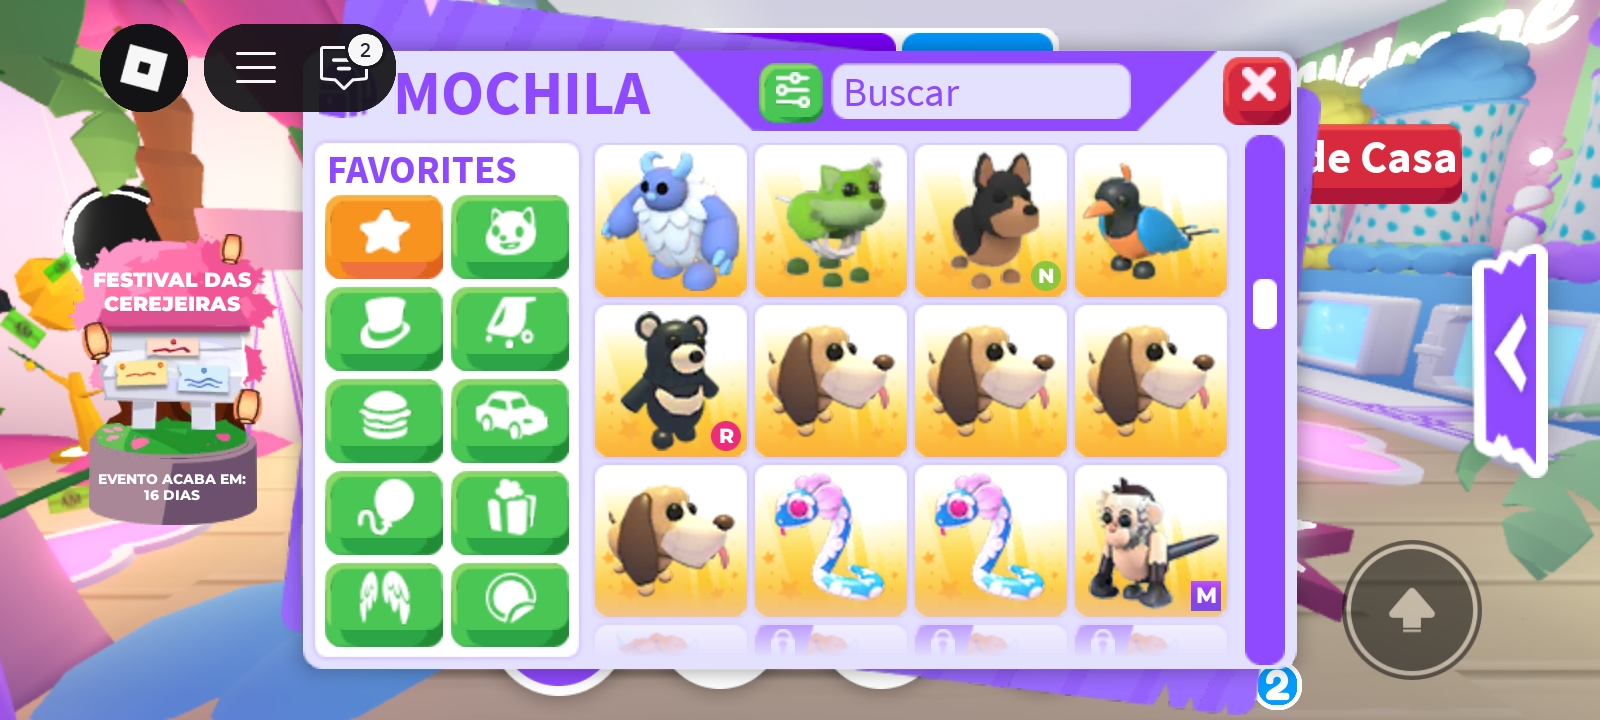 2
MOCHILA
Buscar
de Casa
FAVORITES
FESTIVAL DAS
CEREJEIRAS
N
R
EVENTO ACABA EM:
16 DIAS
M
2